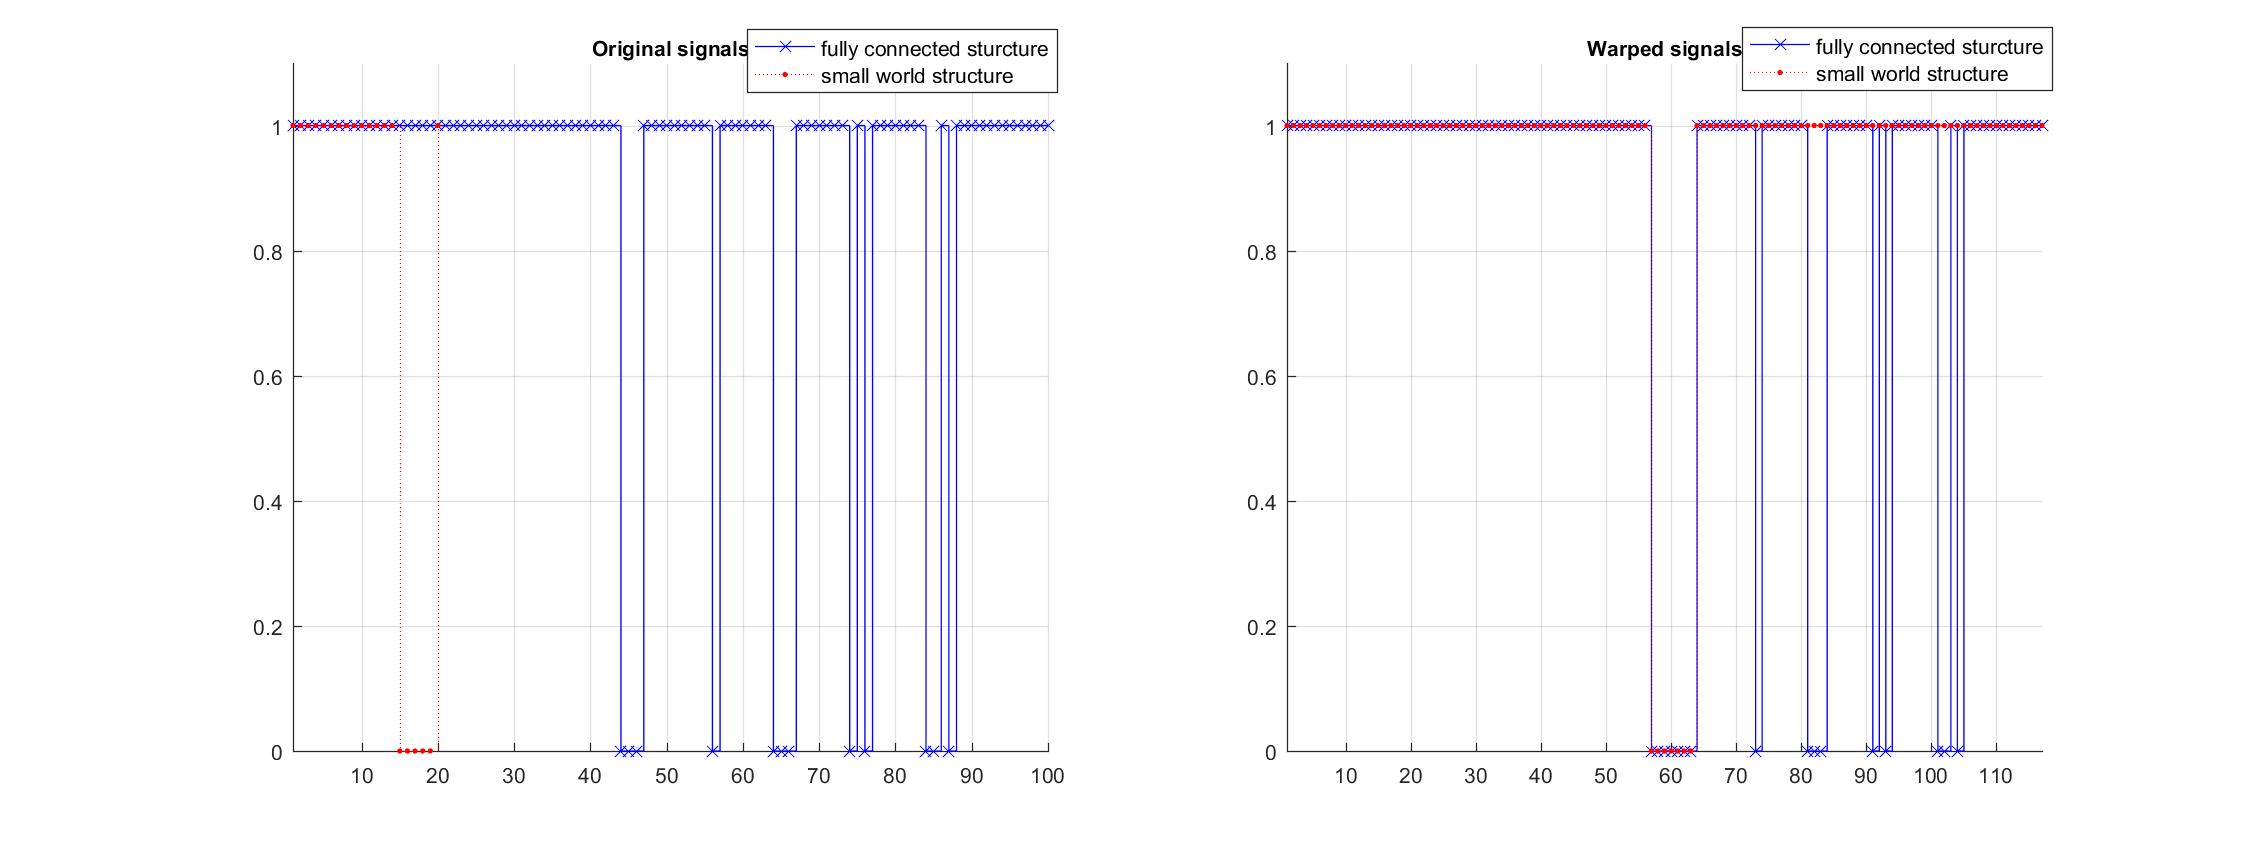 Original signals
fully connected sturcture
small world structure
1
0.8
0.6
0.4
0.2
0
10 20 30 40 50 60 70 80 90 100
Warped signals
fully connected sturcture
small world structure
1
0.8
0.6
0.4
0.2
0
10 20 30 40 50 60 70 80 90 100 110